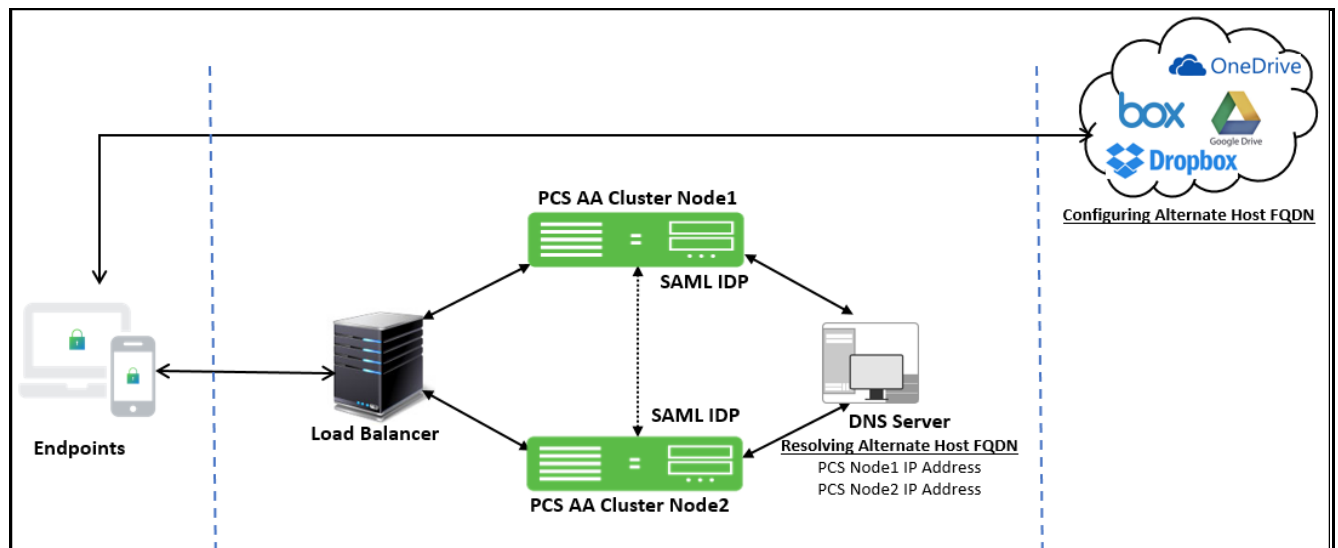 OneDrive
box
Google Drive
Dropbox
Configuring Alternate Host FQDN
PCS AA Cluster Node1
SAML IDP
SAML IDP
Load Balancer
Endpoints
DNS Server
Resolving Alternate Host FQDN
PCS Node1 IP Address
PCS Node2 IP Address
PCS AA Cluster Node2